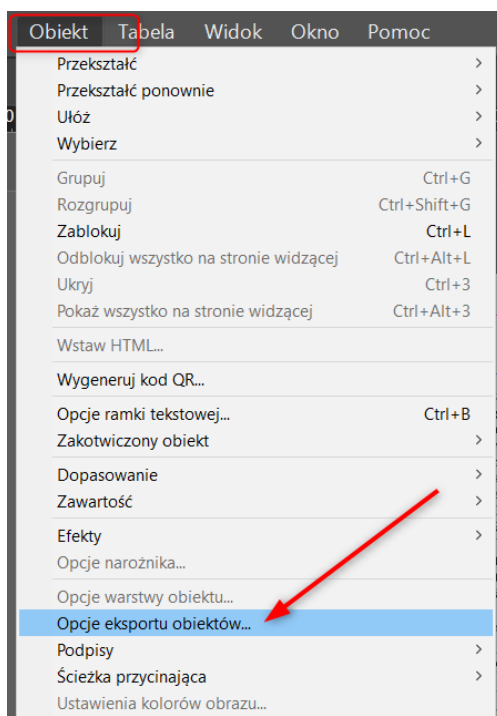 Obiekt Tabela Widok Okno Pomoc
Przekształć
Przekształć ponownie
Ułóż
Wybierz
Grupuj Ctrl+G
Rozgrupuj Ctrl+Shift+G
Zablokuj Ctrl+L
Odblokuj wszystko na stronie widzącej Ctrl+Alt+L
Ukryj Ctrl+3
Pokaż wszystko na stronie widzącej Ctrl+Alt+3
Wstaw HTML...
Wygeneruj kod QR...
Opcje ramki tekstowej... Ctrl+B
Zakotwiczony obiekt
Dopasowanie
Zawartość
Efekty
Opcje narożnika...
Opcje warstwy obiektu...
Opcje eksportu obiektów...
Podpisy
Ścieżka przycinająca
Ustawienia kolorów obrazu...